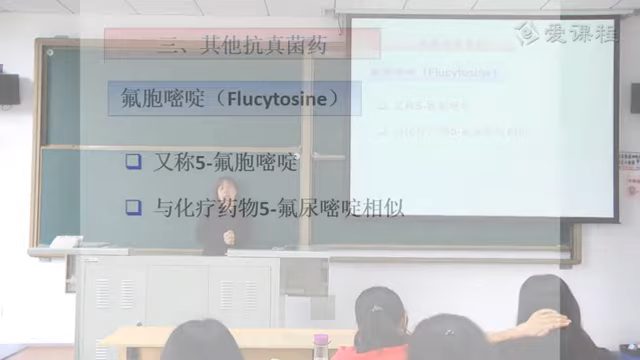 爱课程
三、其他抗真菌药
氟胞嘧啶（Flucytosine）
又称5-氟胞嘧啶
与化疗药物5-氟尿嘧啶相似